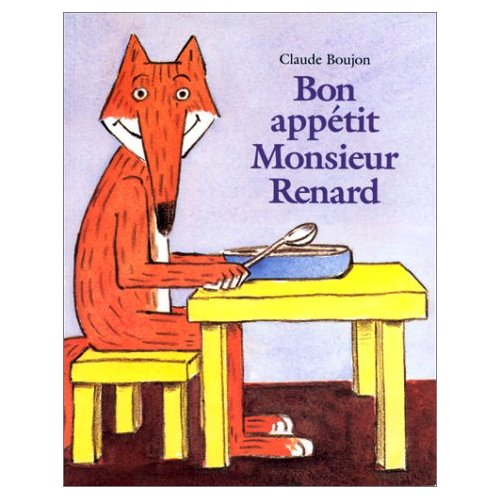 Claude Boujon
Bon
appétit
Monsieur
Renard